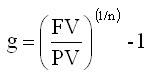 g = (FV/PV)^(1/n) - 1